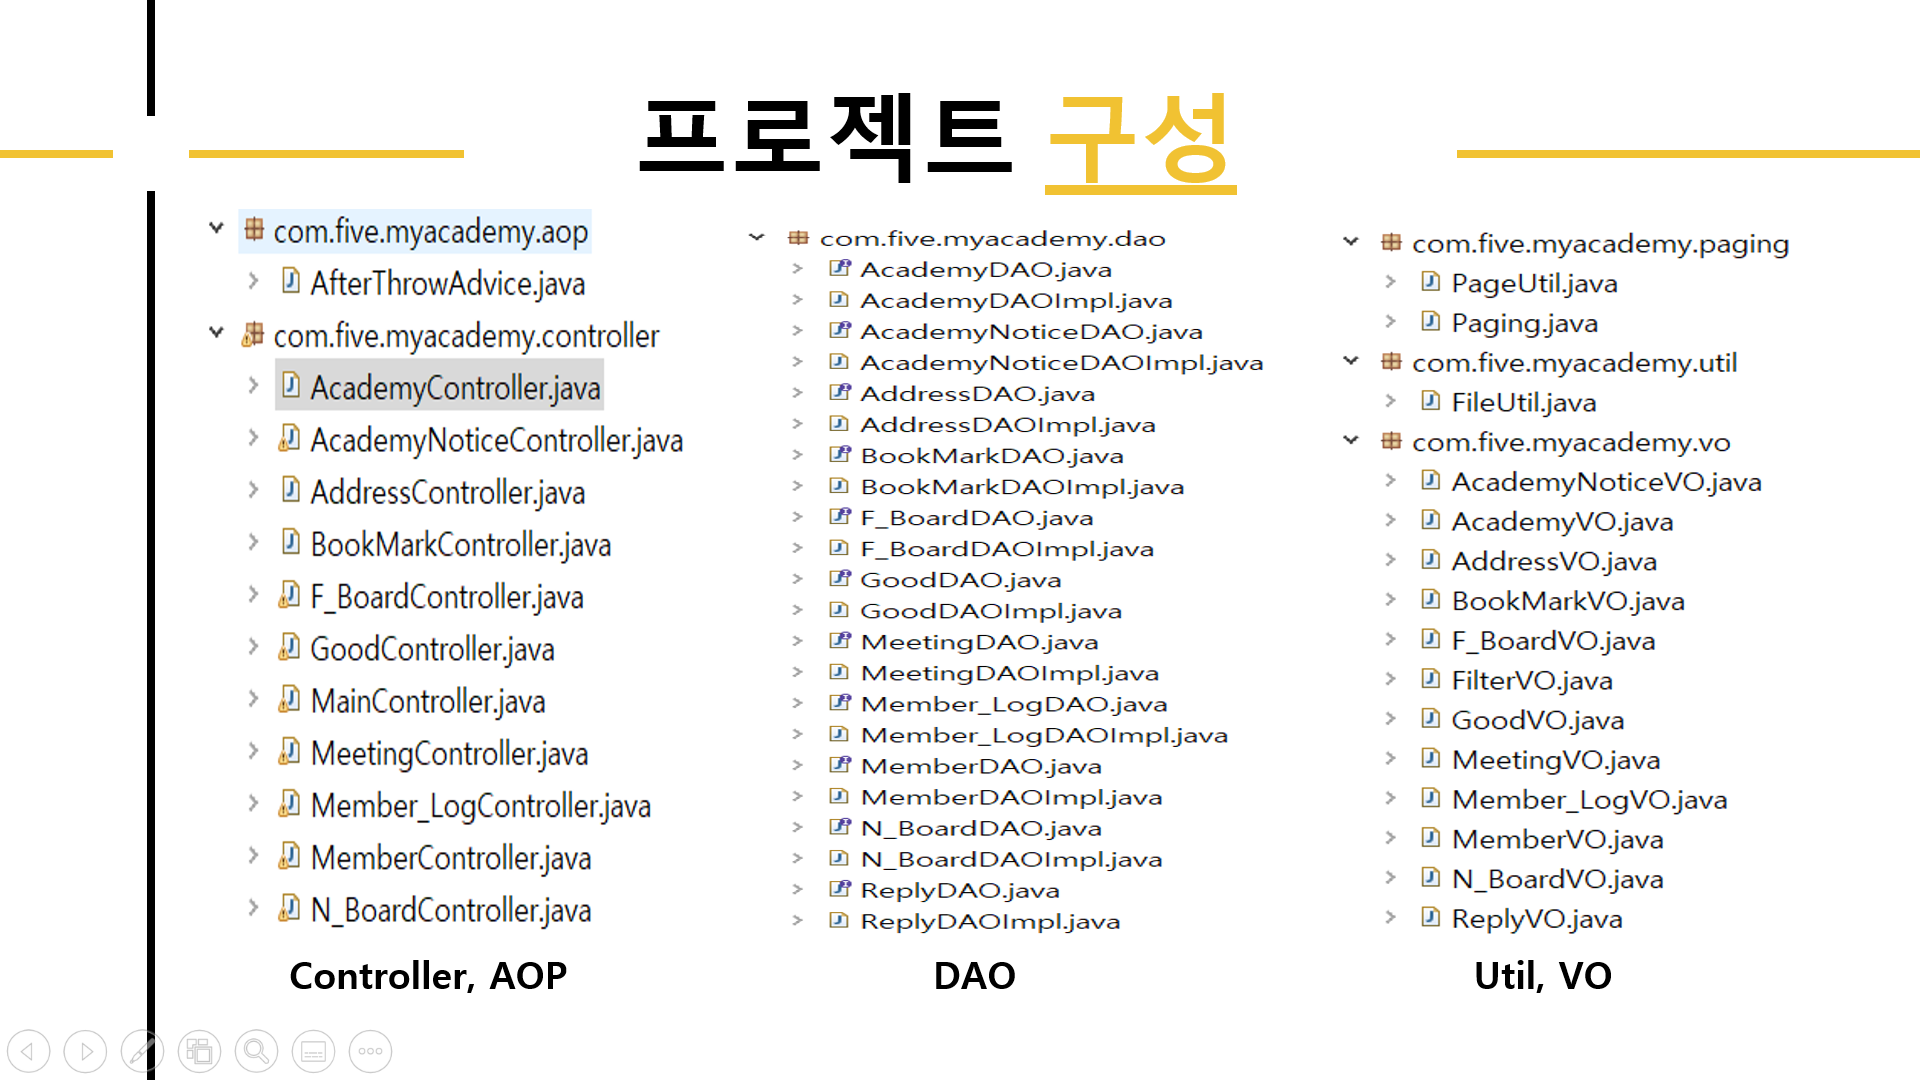 프로젝트 구성
com.five.myacademy.aop
AfterThrowAdvice.java
com.five.myacademy.controller
AcademyController.java
AcademyNoticeController.java
AddressController.java
BookMarkController.java
F_BoardController.java
GoodController.java
MainController.java
MeetingController.java
Member_LogController.java
MemberController.java
N_BoardController.java
Controller, AOP
com.five.myacademy.dao
AcademyDAO.java
AcademyDAOImpl.java
AcademyNoticeDAO.java
AcademyNoticeDAOImpl.java
AddressDAO.java
AddressDAOImpl.java
BookMarkDAO.java
BookMarkDAOImpl.java
F_BoardDAO.java
F_BoardDAOImpl.java
GoodDAO.java
GoodDAOImpl.java
MeetingDAO.java
MeetingDAOImpl.java
Member_LogDAO.java
Member_LogDAOImpl.java
MemberDAO.java
MemberDAOImpl.java
N_BoardDAO.java
N_BoardDAOImpl.java
ReplyDAO.java
ReplyDAOImpl.java
DAO
com.five.myacademy.paging
PageUtil.java
Paging.java
com.five.myacademy.util
FileUtil.java
com.five.myacademy.vo
AcademyNoticeVO.java
AcademyVO.java
AddressVO.java
BookMarkVO.java
F_BoardVO.java
FilterVO.java
GoodVO.java
MeetingVO.java
Member_LogVO.java
MemberVO.java
N_BoardVO.java
ReplyVO.java
Util, VO